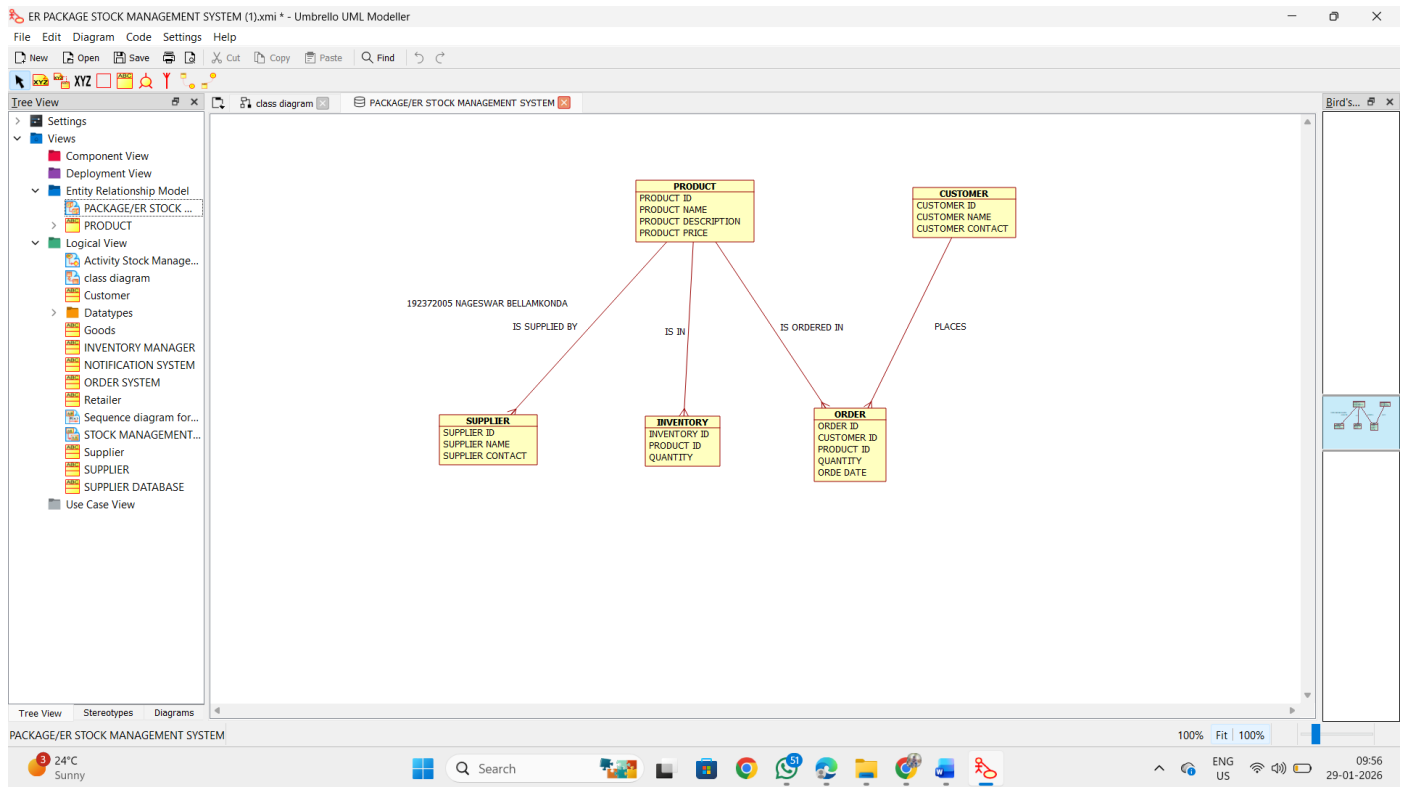 ER PACKAGE STOCK MANAGEMENT SYSTEM (1).xmi * - Umbrello UML Modeller
File Edit Diagram Code Settings Help
New Open Save Cut Copy Paste Find
XYZ XYZ XYZ ABC
Tree View
class diagram
PACKAGE/ER STOCK MANAGEMENT SYSTEM
Bird's...
Settings
Views
Component View
Deployment View
Entity Relationship Model
PACKAGE/ER STOCK ...
PRODUCT
Logical View
Activity Stock Manage...
class diagram
Customer
Datatypes
Goods
INVENTORY MANAGER
NOTIFICATION SYSTEM
ORDER SYSTEM
Retailer
Sequence diagram for...
STOCK MANAGEMENT...
Supplier
SUPPLIER
SUPPLIER DATABASE
Use Case View
PRODUCT
PRODUCT ID
PRODUCT NAME
PRODUCT DESCRIPTION
PRODUCT PRICE
CUSTOMER
CUSTOMER ID
CUSTOMER NAME
CUSTOMER CONTACT
192372005 NAGESWAR BELLAMKONDA
IS SUPPLIED BY
IS IN
IS ORDERED IN
PLACES
SUPPLIER
SUPPLIER ID
SUPPLIER NAME
SUPPLIER CONTACT
INVENTORY
INVENTORY ID
PRODUCT ID
QUANTITY
ORDER
ORDER ID
CUSTOMER ID
PRODUCT ID
QUANTITY
ORDE DATE
Tree View Stereotypes Diagrams
PACKAGE/ER STOCK MANAGEMENT SYSTEM
100% Fit 100%
3
24°C
Sunny
Search
51
ENG
US
09:56
29-01-2026